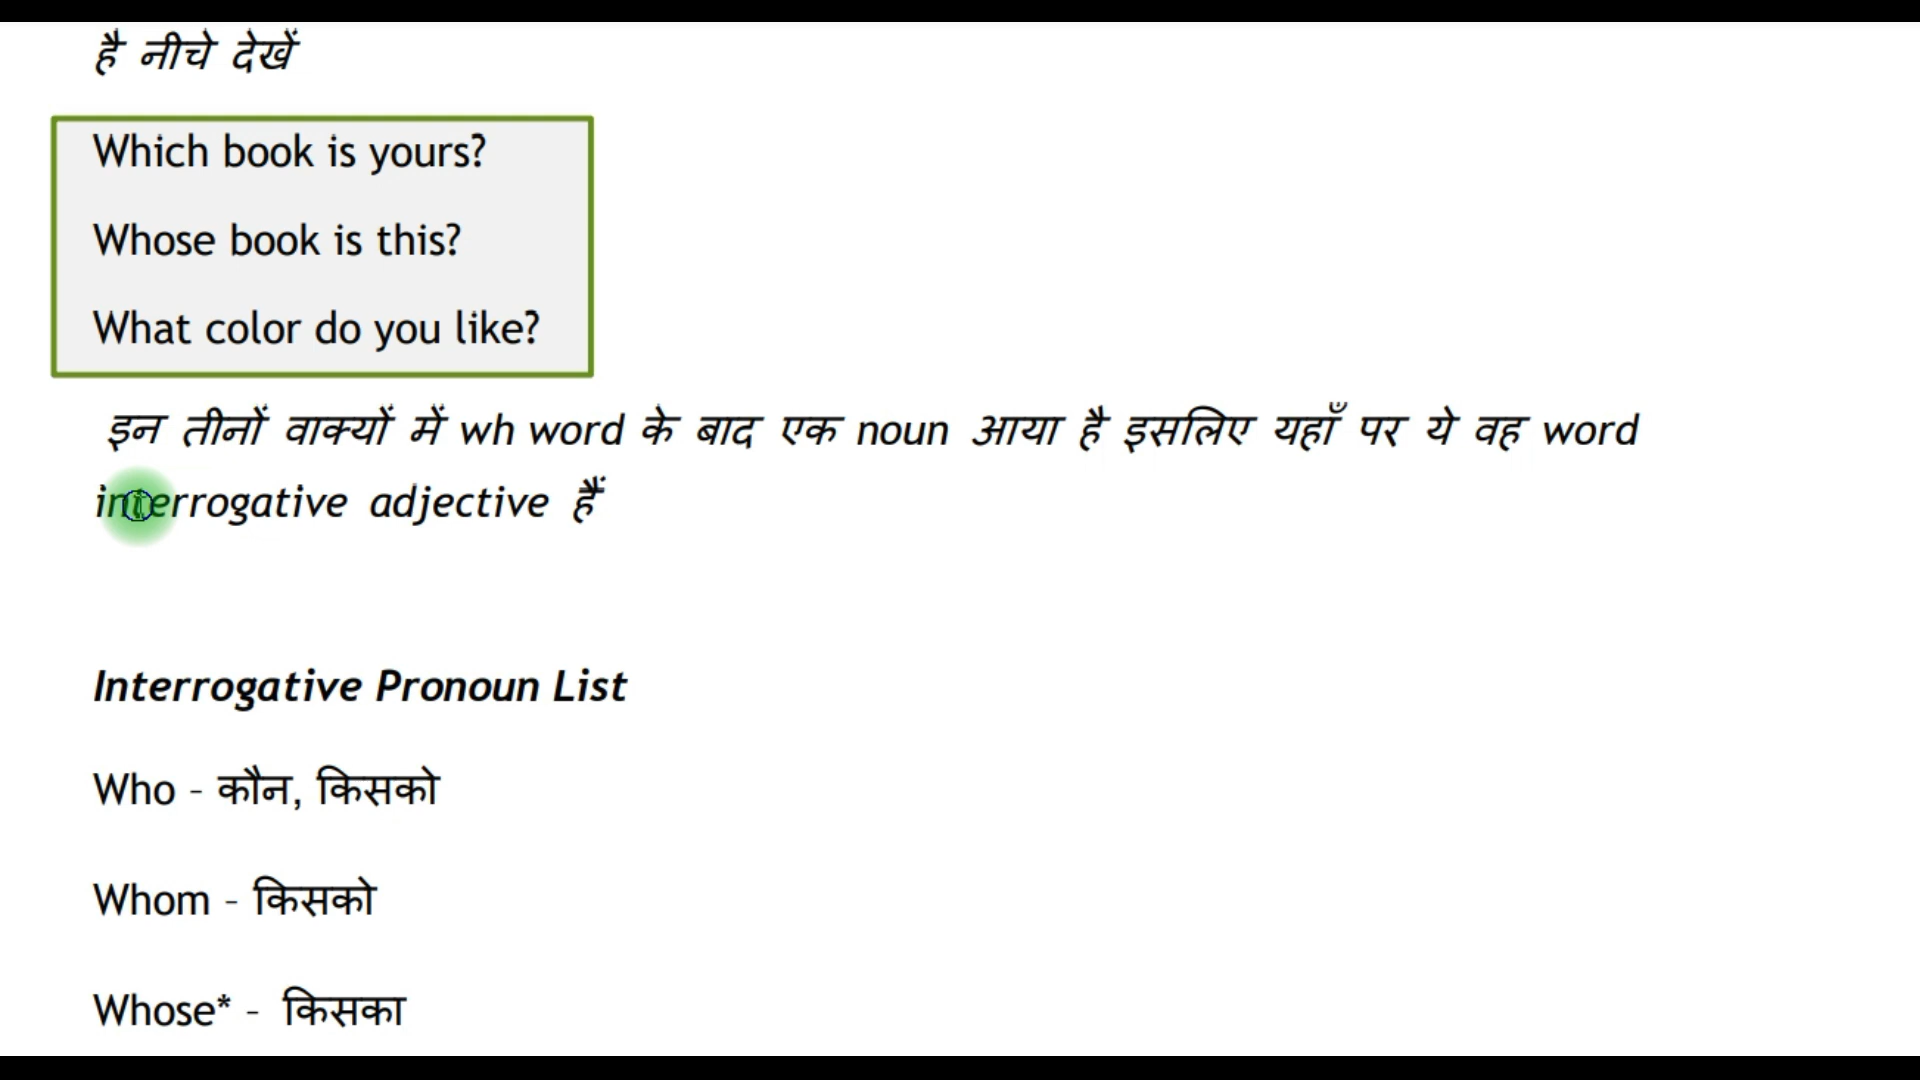 है नीचे देखें
Which book is yours?
Whose book is this?
What color do you like?
इन तीनों वाक्यों में wh word के बाद एक noun आया है इसलिए यहाँ पर ये वह word
interrogative adjective हैं
Interrogative Pronoun List
Who - कौन, किसको
Whom - किसको
Whose* - किसका